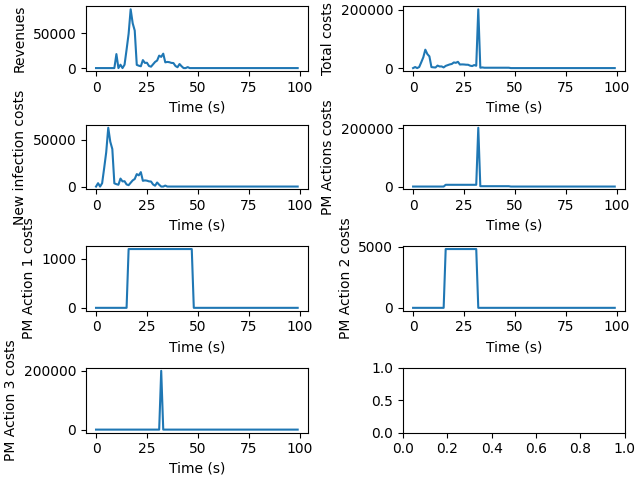 Revenues
50000
0
0 25 50 75 100
Time (s)
Total costs
200000
0
0 25 50 75 100
Time (s)
New infection costs
50000
0
0 25 50 75 100
Time (s)
PM Actions costs
200000
0
0 25 50 75 100
Time (s)
PM Action 1 costs
1000
0
0 25 50 75 100
Time (s)
PM Action 2 costs
5000
0
0 25 50 75 100
Time (s)
PM Action 3 costs
200000
0
0 25 50 75 100
Time (s)
1.0
0.5
0.0
0.0 0.2 0.4 0.6 0.8 1.0